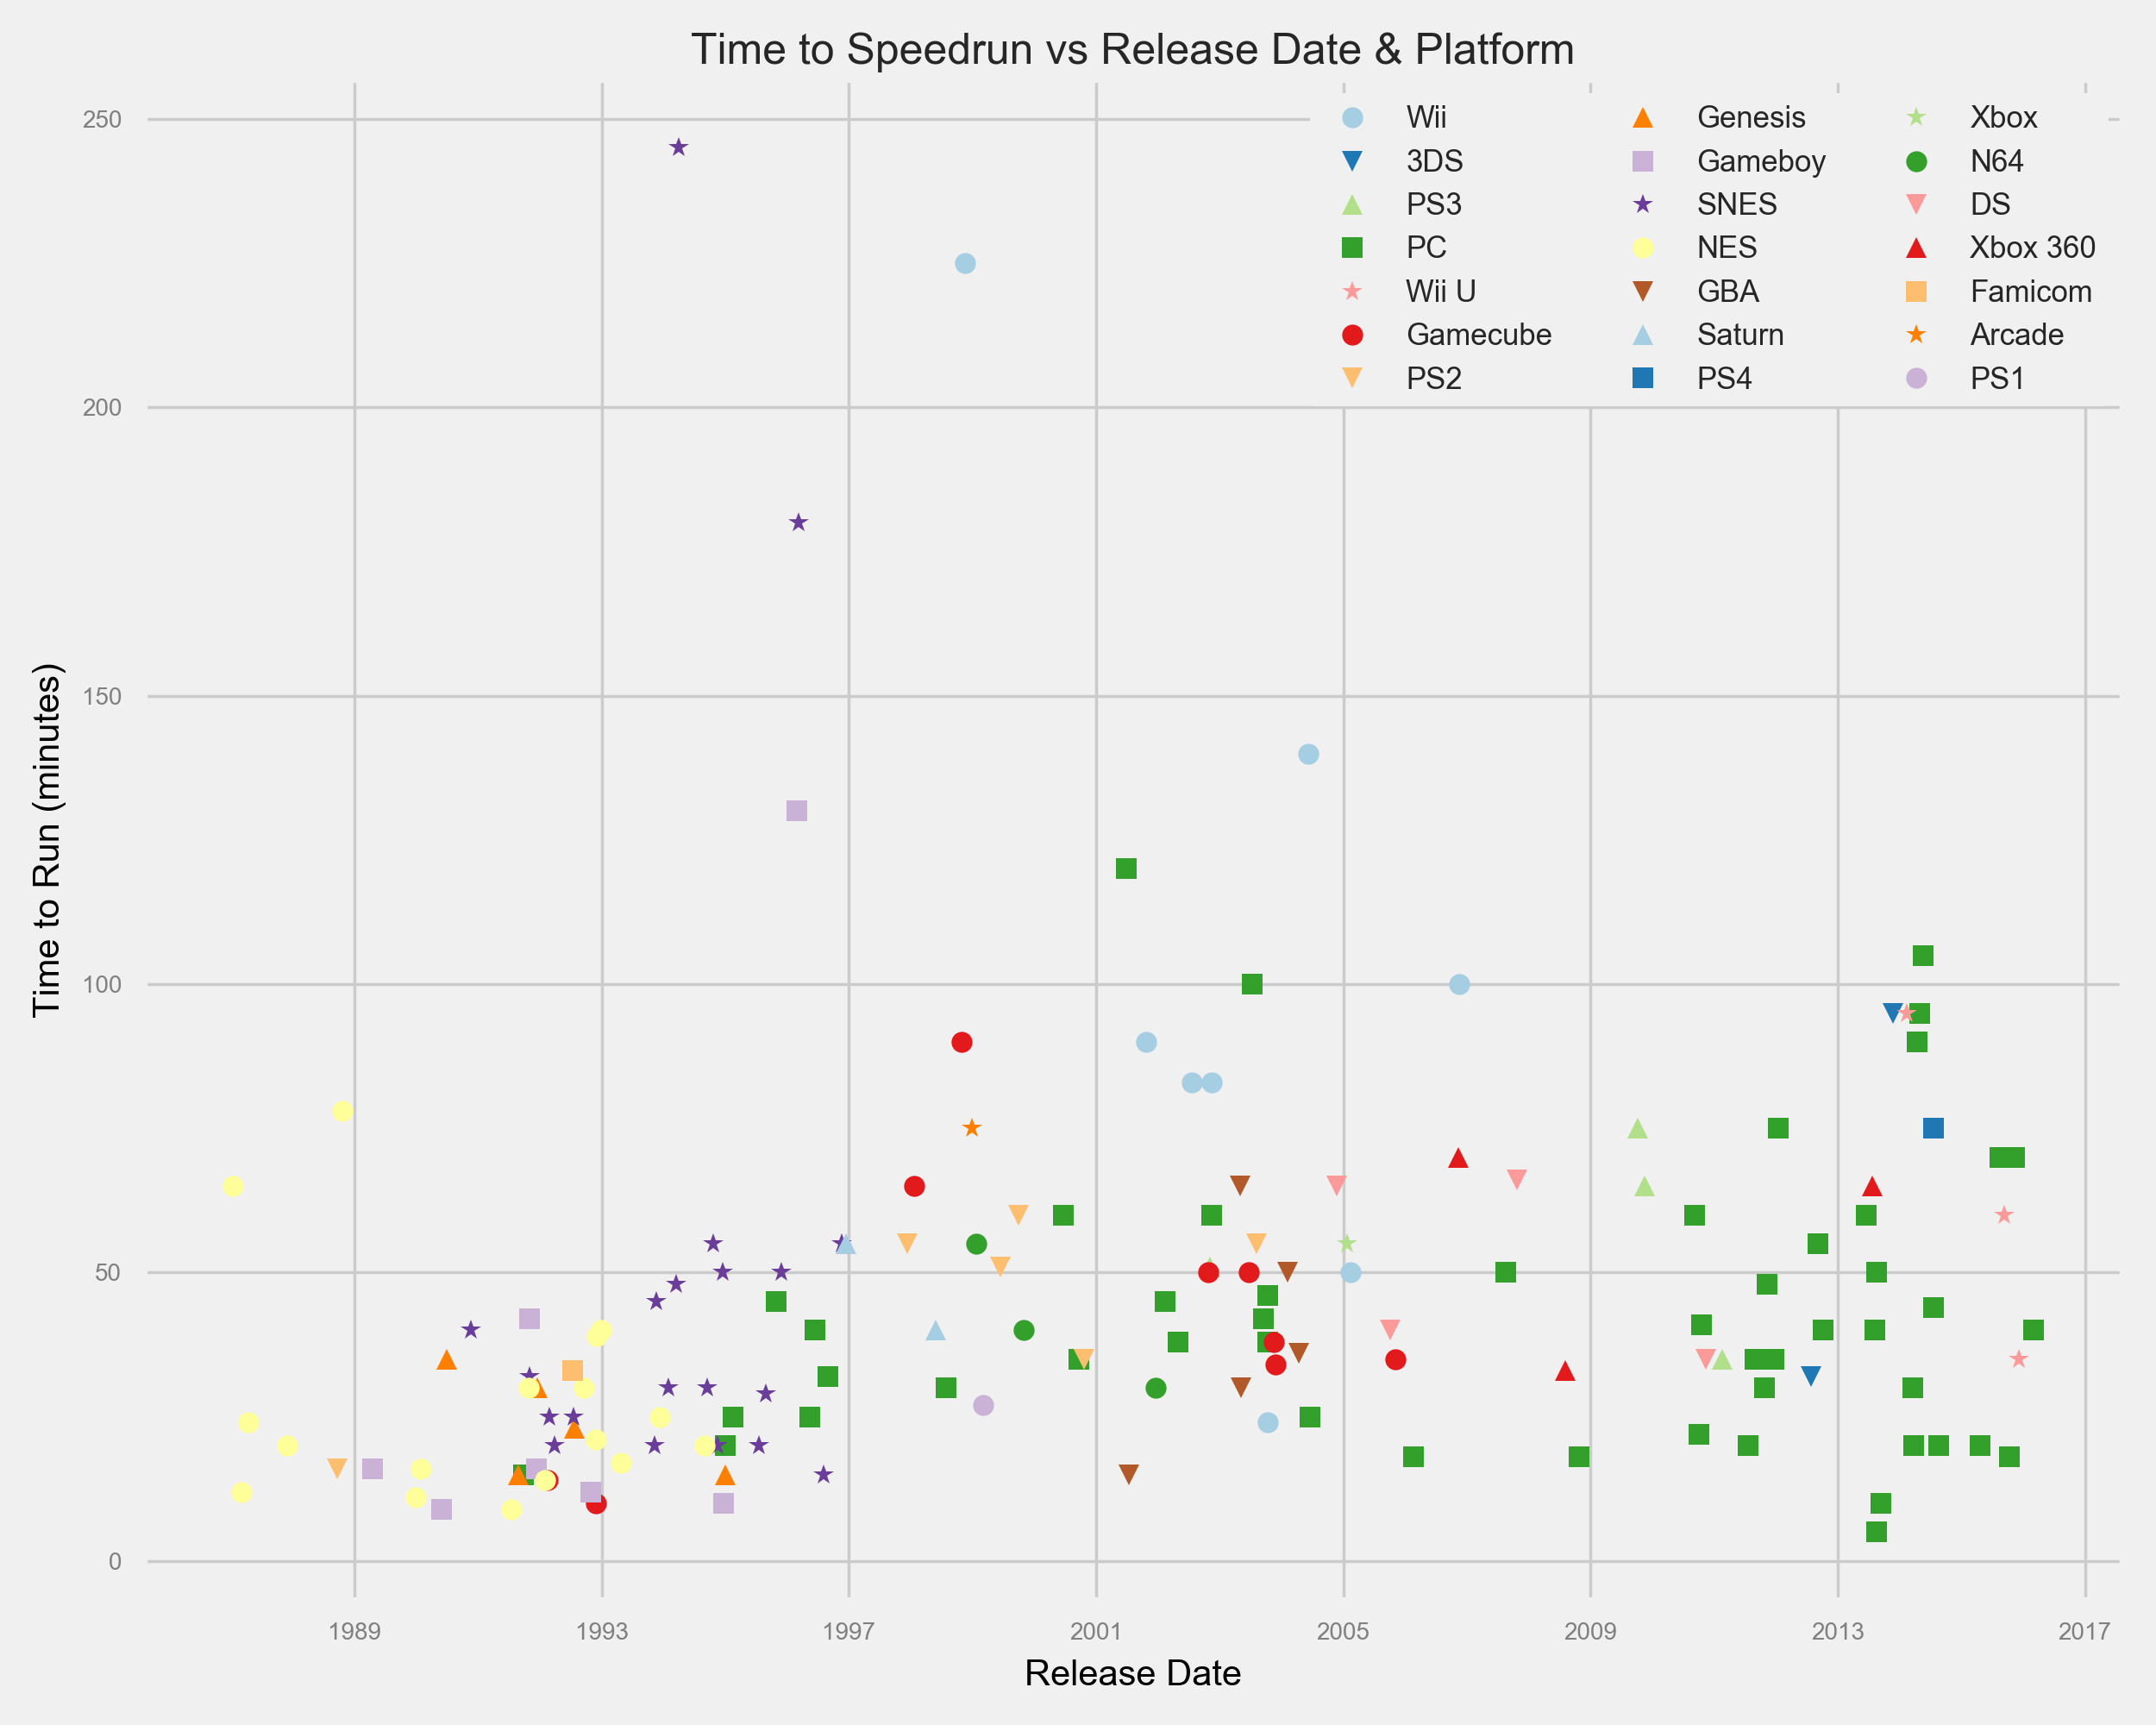 Time to Speedrun vs Release Date & Platform
250
200
150
100
50
0
Time to Run (minutes)
Wii
3DS
PS3
PC
Wii U
Gamecube
PS2
Genesis
Gameboy
SNES
NES
GBA
Saturn
PS4
Xbox
N64
DS
Xbox 360
Famicom
Arcade
PS1
1989
1993
1997
2001
2005
2009
2013
2017
Release Date